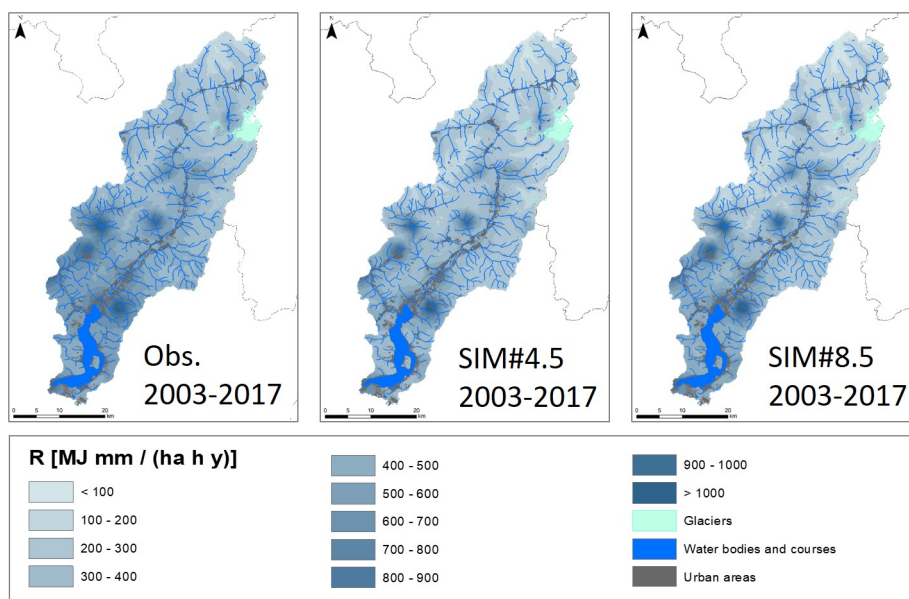 N
N
N
Obs.
2003-2017
0 5 10 20
km
SIM#4.5
2003-2017
0 5 10 20
km
SIM#8.5
2003-2017
0 5 10 20
km
R [MJ mm / (ha h y)]
< 100
100 - 200
200 - 300
300 - 400
400 - 500
500 - 600
600 - 700
700 - 800
800 - 900
900 - 1000
> 1000
Glaciers
Water bodies and courses
Urban areas